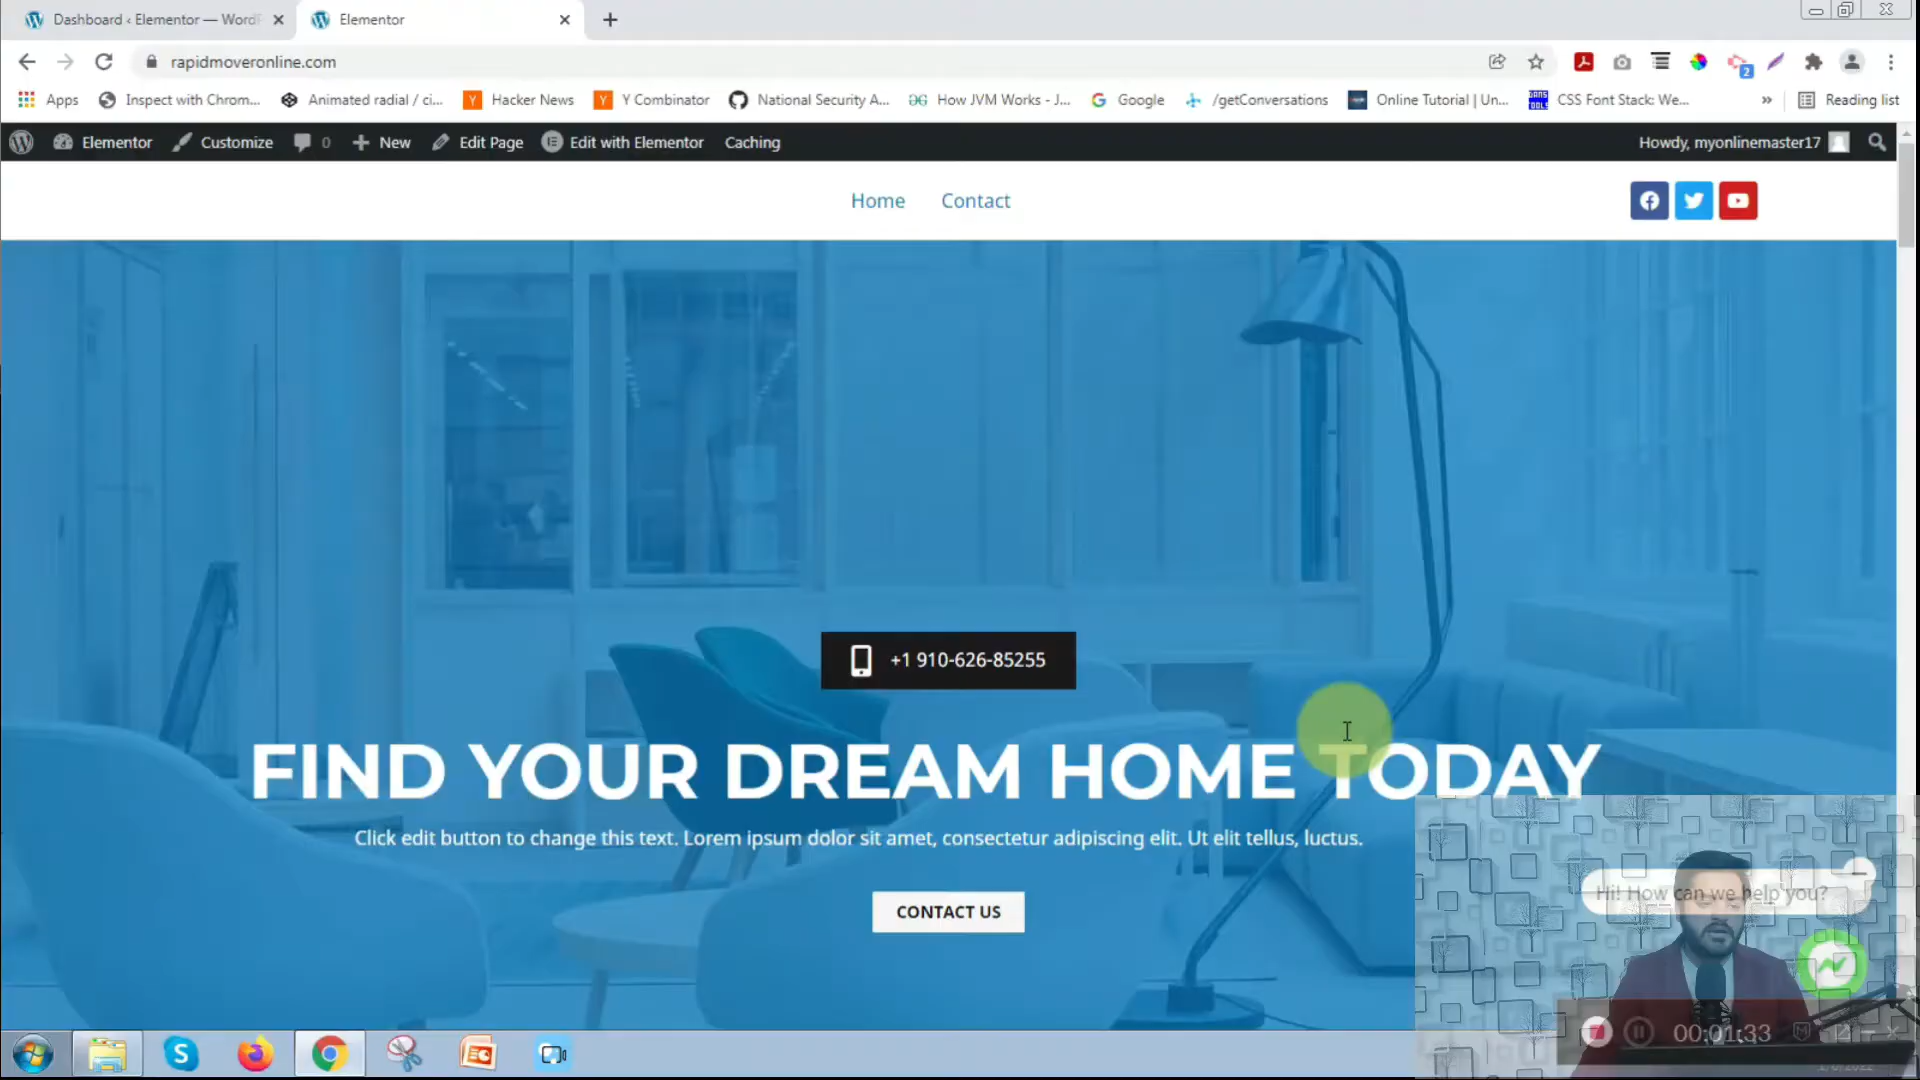 Dashboard ‹ Elementor — WordP
Elementor
rapidmoveronline.com
2
Apps
Inspect with Chrom...
Animated radial / ci...
Hacker News
Y Combinator
National Security A...
How JVM Works - J...
Google
/getConversations
Online Tutorial | Un...
CSS Font Stack: We...
»
Reading list
Elementor
Customize
0
New
Edit Page
Edit with Elementor
Caching
Howdy, myonlinemaster17
Home
Contact
+1 910-626-85255
FIND YOUR DREAM HOME TODAY
Click edit button to change this text. Lorem ipsum dolor sit amet, consectetur adipiscing elit. Ut elit tellus, luctus.
CONTACT US
Hi! How can we help you?
00:01:33